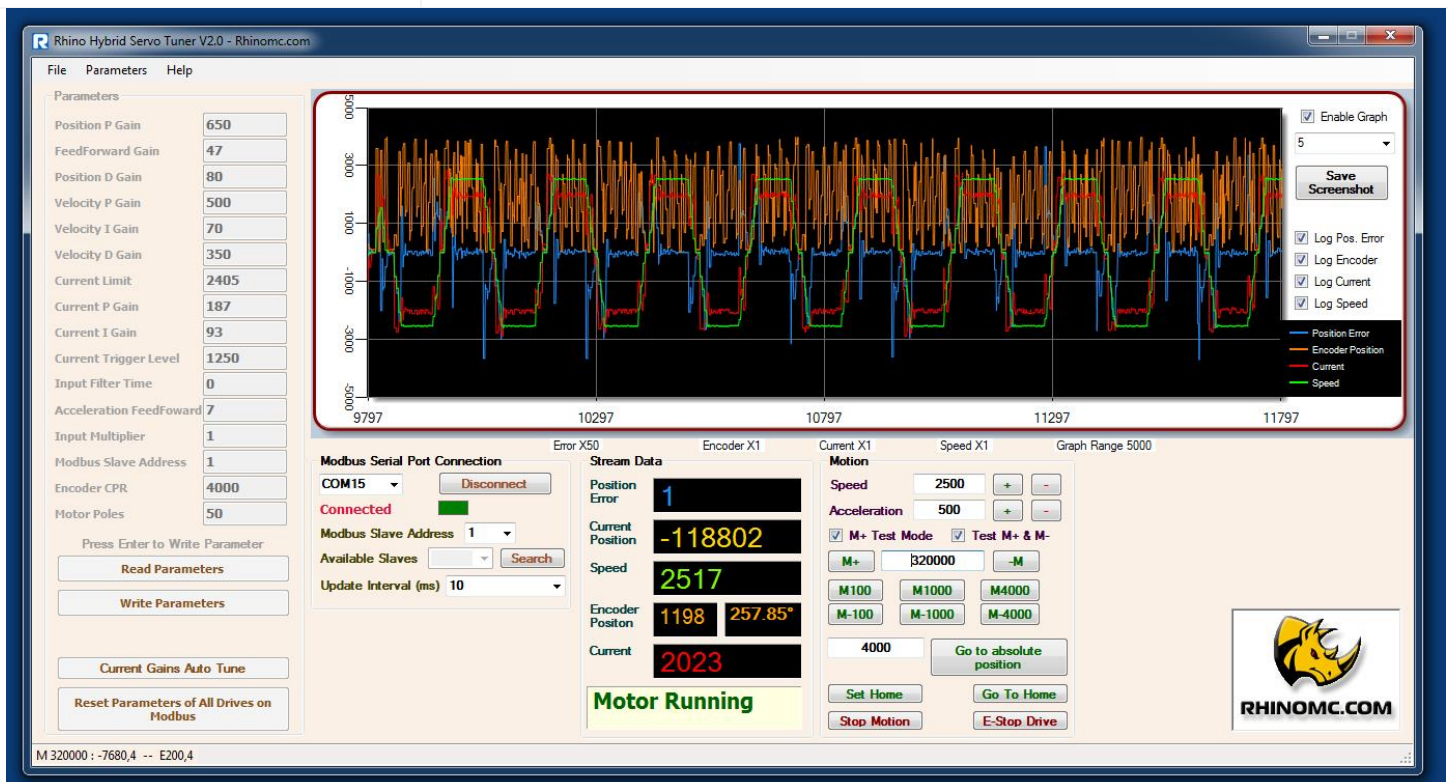 Rhino Hybrid Servo Tuner V2.0 - Rhinomc.com
File Parameters Help
Parameters
Position P Gain 650
FeedForward Gain 47
Position D Gain 80
Velocity P Gain 500
Velocity I Gain 70
Velocity D Gain 350
Current Limit 2405
Current P Gain 187
Current I Gain 93
Current Trigger Level 1250
Input Filter Time 0
Acceleration FeedFoward 7
Input Multiplier 1
Modbus Slave Address 1
Encoder CPR 4000
Motor Poles 50
Press Enter to Write Parameter
Read Parameters
Write Parameters
Current Gains Auto Tune
Reset Parameters of All Drives on
Modbus
5000
3000
1000
-1000
-3000
-5000
9797 10297 10797 11297 11797
Enable Graph
5
Save
Screenshot
Log Pos. Error
Log Encoder
Log Current
Log Speed
Position Error
Encoder Position
Current
Speed
Error X50 Encoder X1 Current X1 Speed X1 Graph Range 5000
Modbus Serial Port Connection
COM15 Disconnect
Connected
Modbus Slave Address 1
Available Slaves Search
Update Interval (ms) 10
Stream Data
Position
Error 1
Current
Position -118802
Speed 2517
Encoder
Positon 1198 257.85°
Current 2023
Motor Running
Motion
Speed 2500 + -
Acceleration 500 + -
M+ Test Mode Test M+ & M-
M+ 320000 -M
M100 M1000 M4000
M-100 M-1000 M-4000
4000 Go to absolute
position
Set Home Go To Home
Stop Motion E-Stop Drive
RHINOMC.COM
M 320000 : -7680,4 -- E200,4